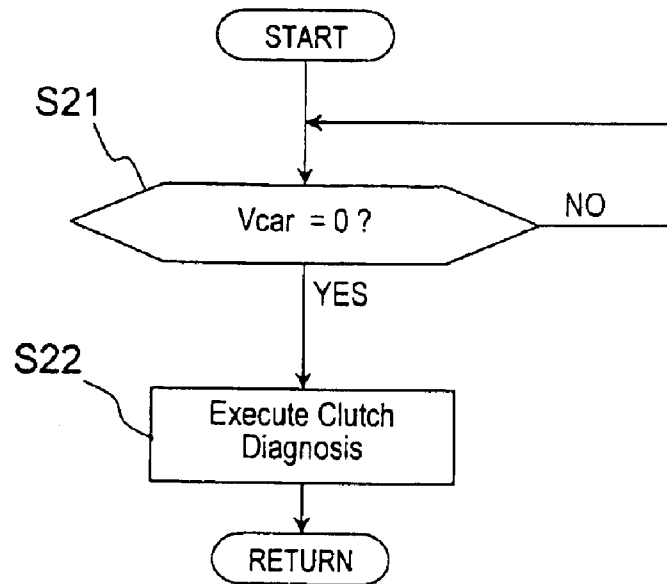 START
S21
Vcar = 0 ?
NO
YES
S22
Execute Clutch
Diagnosis
RETURN